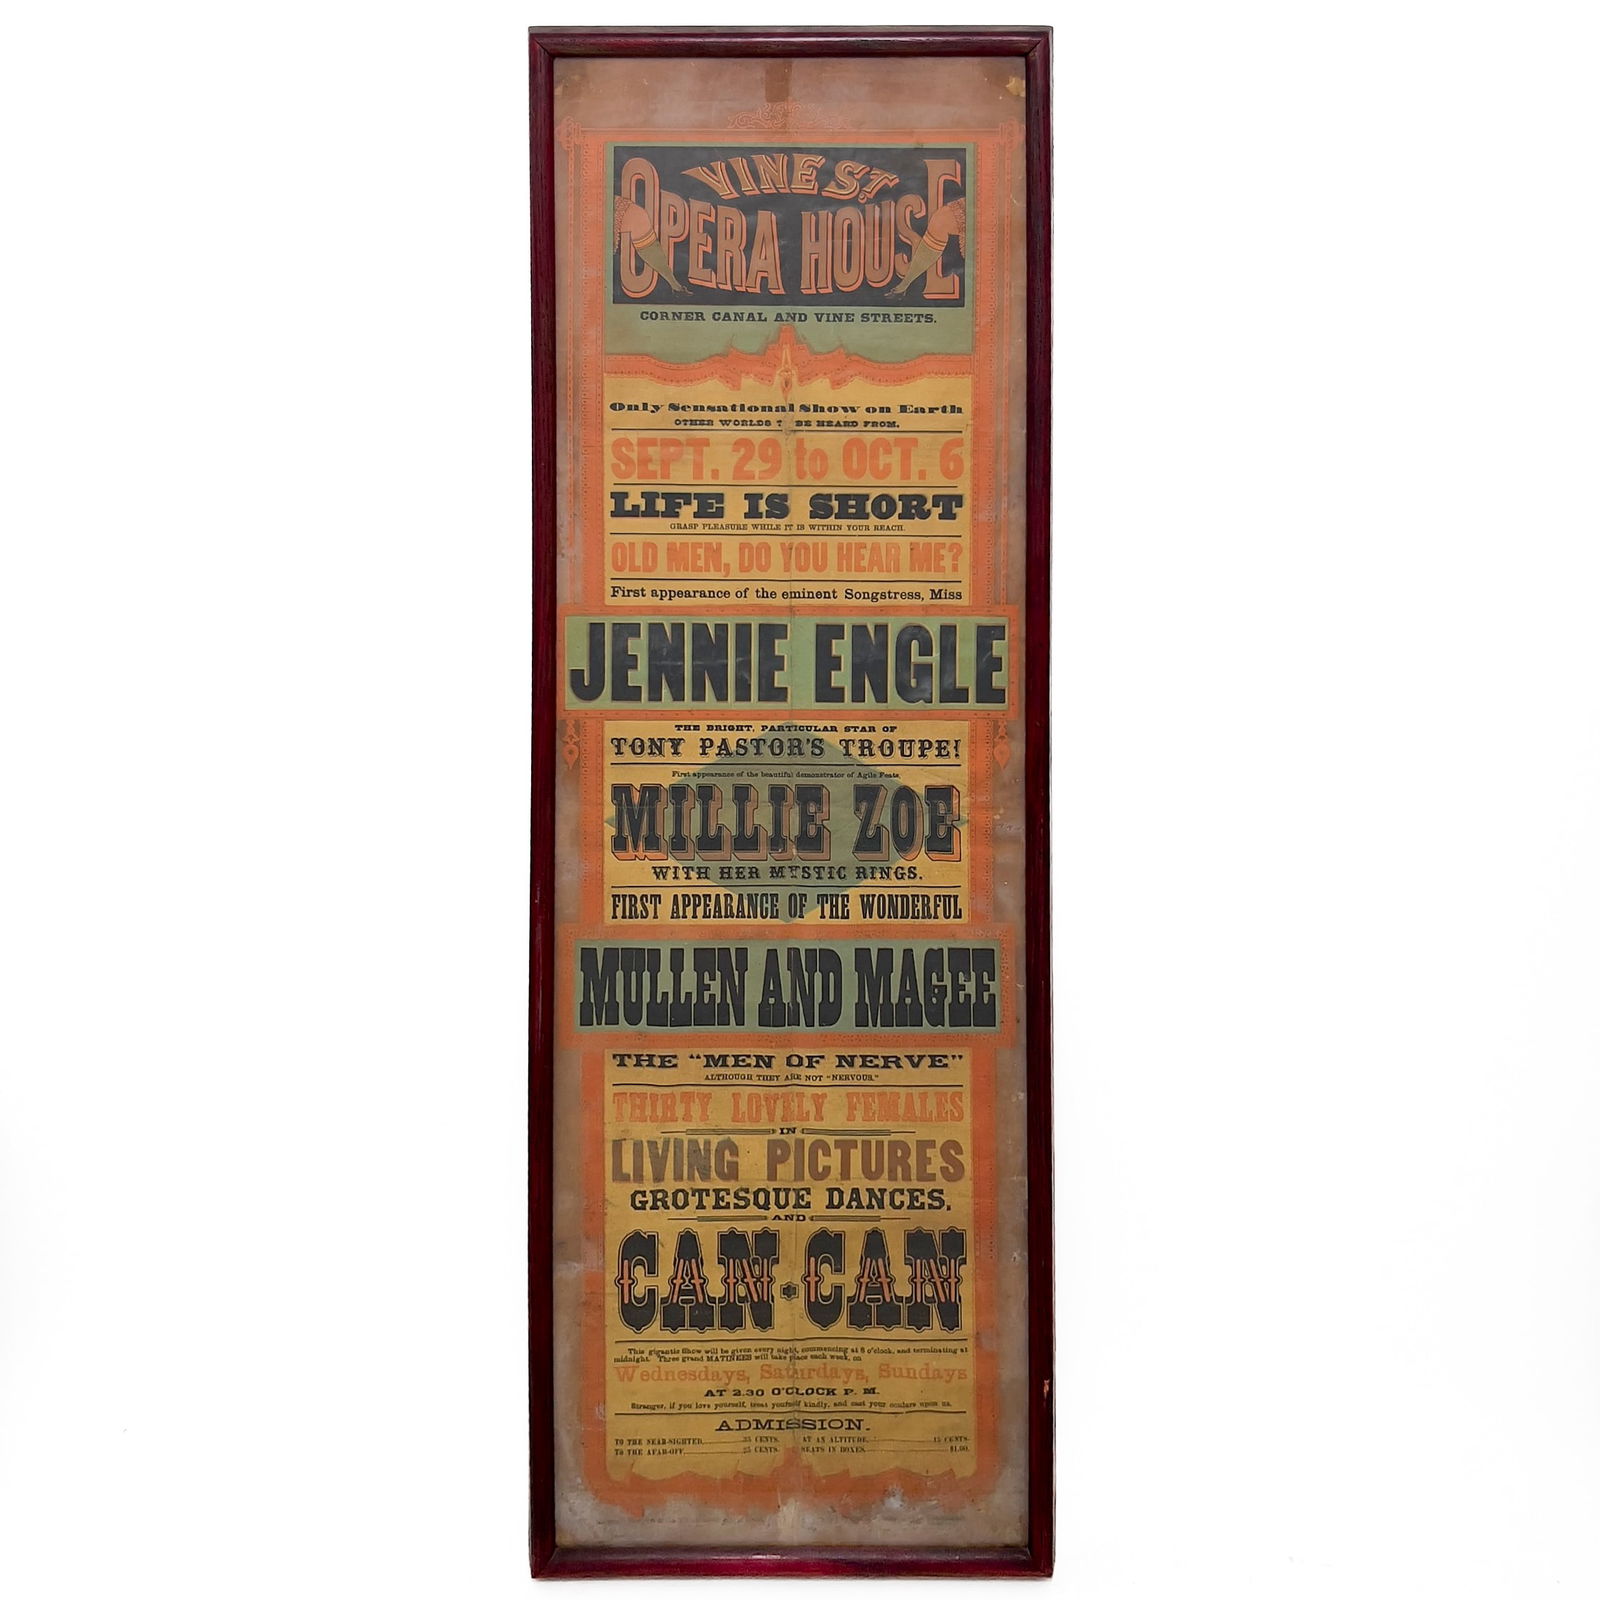 VINE ST.
OPERA HOUSE
CORNER CANAL AND VINE STREETS.
Only Sensational Show on Earth
OTHER WORLDS T BE HEARD FROM.
SEPT. 29 to OCT. 6
LIFE IS SHORT
GRASP PLEASURE WHILE IT IS WITHIN YOUR REACH.
OLD MEN, DO YOU HEAR ME?
First appearance of the eminent Songstress, Miss
JENNIE ENGLE
THE BRIGHT, PARTICULAR STAR OF
TONY PASTOR'S TROUPE!
First appearance of the beautiful demonstrator of Agile Feats,
MILLIE ZOE
WITH HER MYSTIC RINGS.
FIRST APPEARANCE OF THE WONDERFUL
MULLEN AND MAGEE
THE "MEN OF NERVE"
ALTHOUGH THEY ARE NOT "NERVOUS."
THIRTY LOVELY FEMALES
IN
LIVING PICTURES
GROTESQUE DANCES,
AND
CAN-CAN
This gigantic Show will be given every night, commencing at 8 o'clock, and terminating at
midnight. Three grand MATINEES will take place each week, on
Wednesdays, Saturdays, Sundays
AT 2.30 O'CLOCK P. M.
Stranger, if you love yourself, treat yourself kindly, and cast your oculars upon us.
ADMISSION.
TO THE NEAR-SIGHTED 35 CENTS. AT AN ALTITUDE, 15 CENTS.
TO THE AFAR-OFF 25 CENTS. SEATS IN BOXES $1.00.